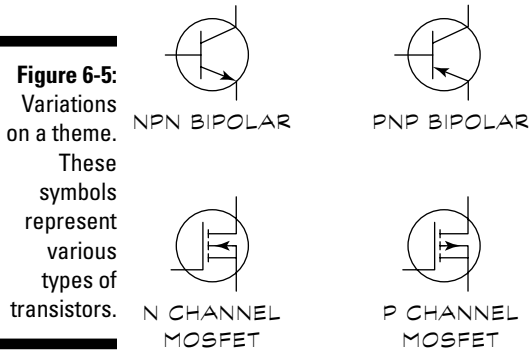 Figure 6-5:
Variations
on a theme.
These
symbols
represent
various
types of
transistors.
NPN BIPOLAR
PNP BIPOLAR
N CHANNEL
MOSFET
P CHANNEL
MOSFET